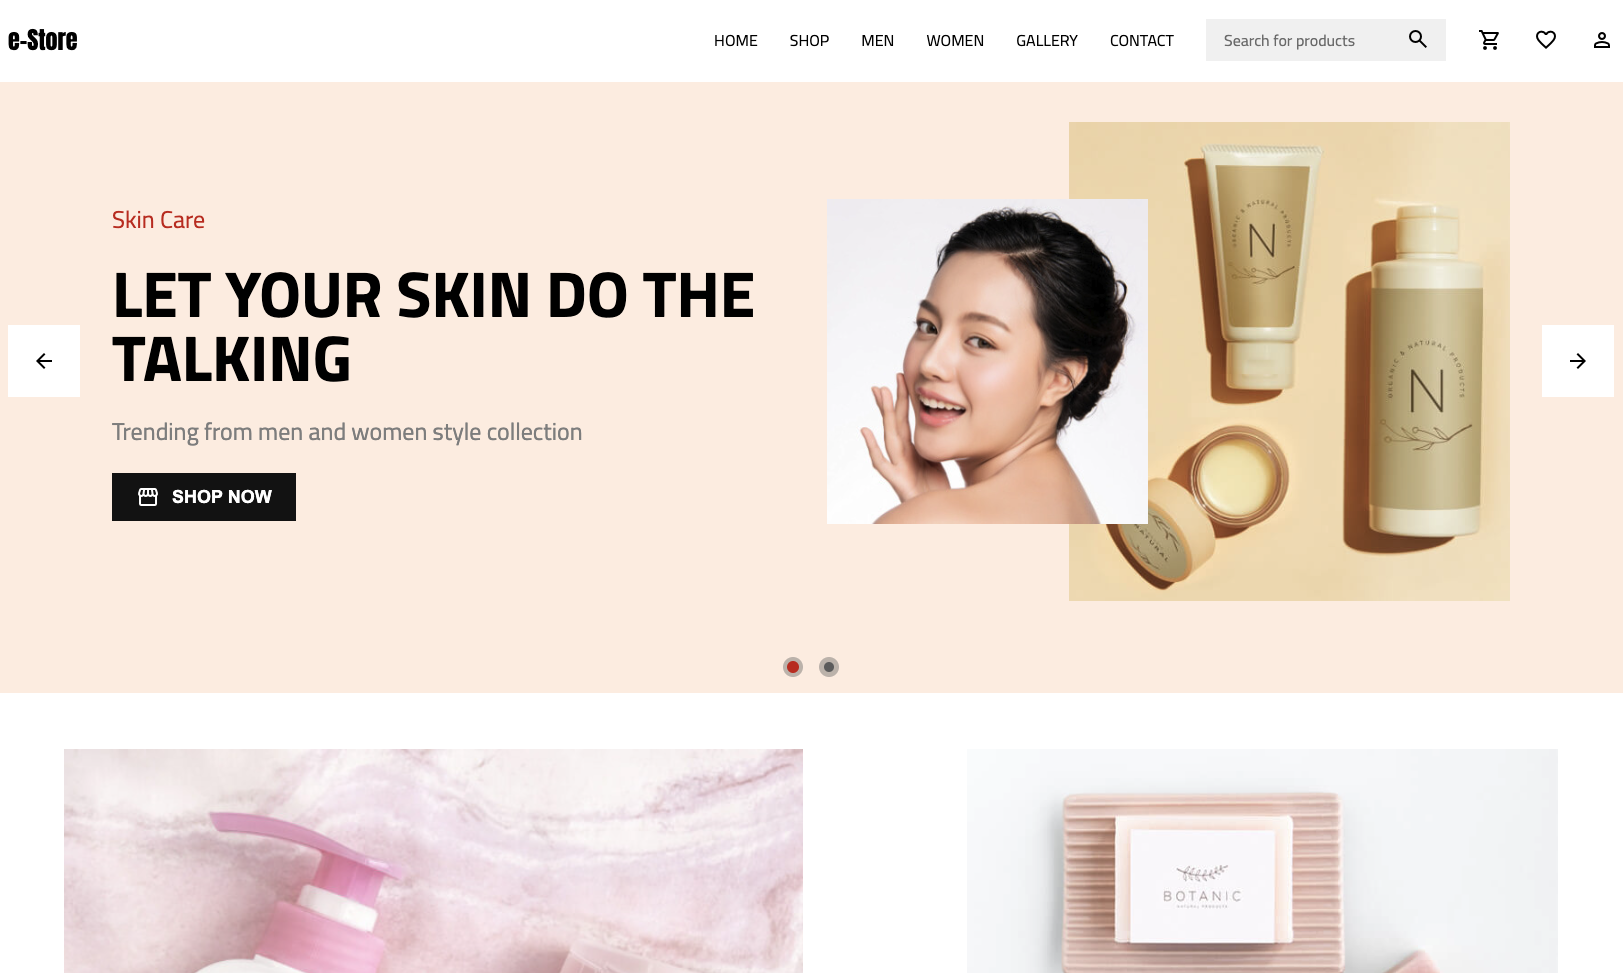 e-Store
HOME SHOP MEN WOMEN GALLERY CONTACT Search for products
Skin Care
LET YOUR SKIN DO THE
TALKING
Trending from men and women style collection
SHOP NOW
ORGANIC & NATURAL PRODUCTS
N
ORGANIC & NATURAL PRODUCTS
N
NATURAL
BOTANIC
NATURAL PRODUCTS